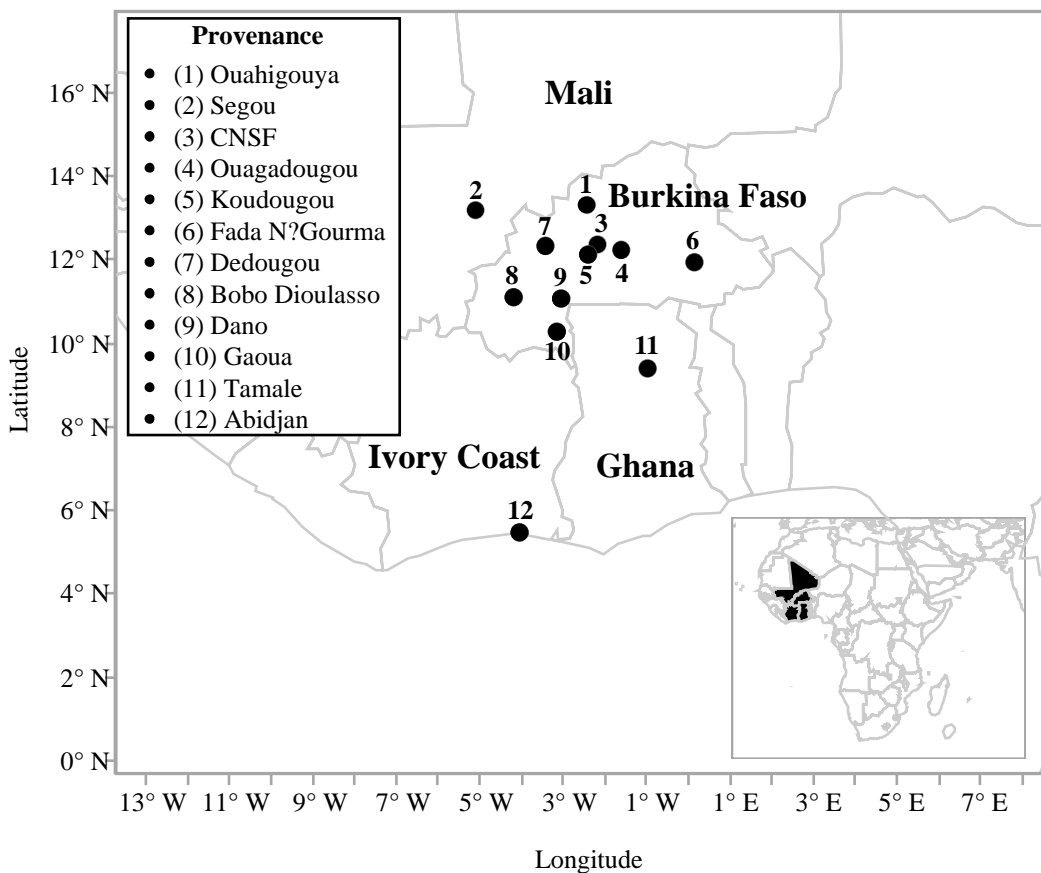 Provenance
(1) Ouahigouya
(2) Segou
(3) CNSF
(4) Ouagadougou
(5) Koudougou
(6) Fada N?Gourma
(7) Dedougou
(8) Bobo Dioulasso
(9) Dano
(10) Gaoua
(11) Tamale
(12) Abidjan
Mali
Burkina Faso
Ivory Coast
Ghana
1
2
3
4
5
6
7
8
9
10
11
12
Latitude
16° N
14° N
12° N
10° N
8° N
6° N
4° N
2° N
0° N
13° W 11° W 9° W 7° W 5° W 3° W 1° W 1° E 3° E 5° E 7° E
Longitude